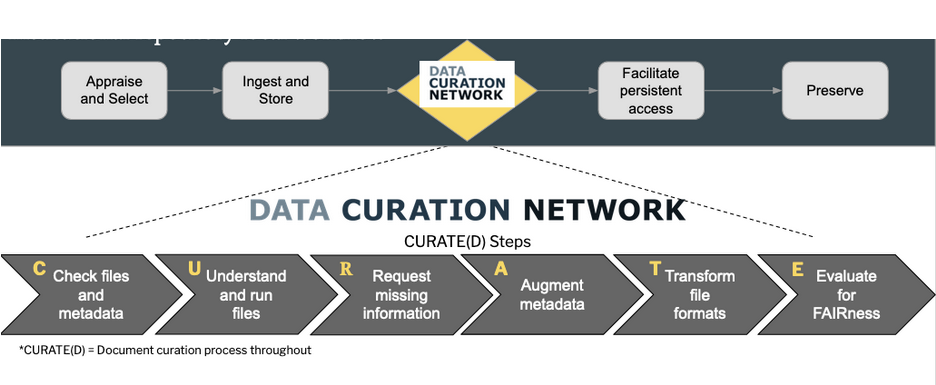 Appraise
and Select
Ingest and
Store
DATA
CURATION
NETWORK
Facilitate
persistent
access
Preserve
DATA CURATION NETWORK
CURATE(D) Steps
C Check files
and
metadata
U Understand
and run
files
R Request
missing
information
A Augment
metadata
T Transform
file
formats
E Evaluate
for
FAIRness
*CURATE(D) = Document curation process throughout